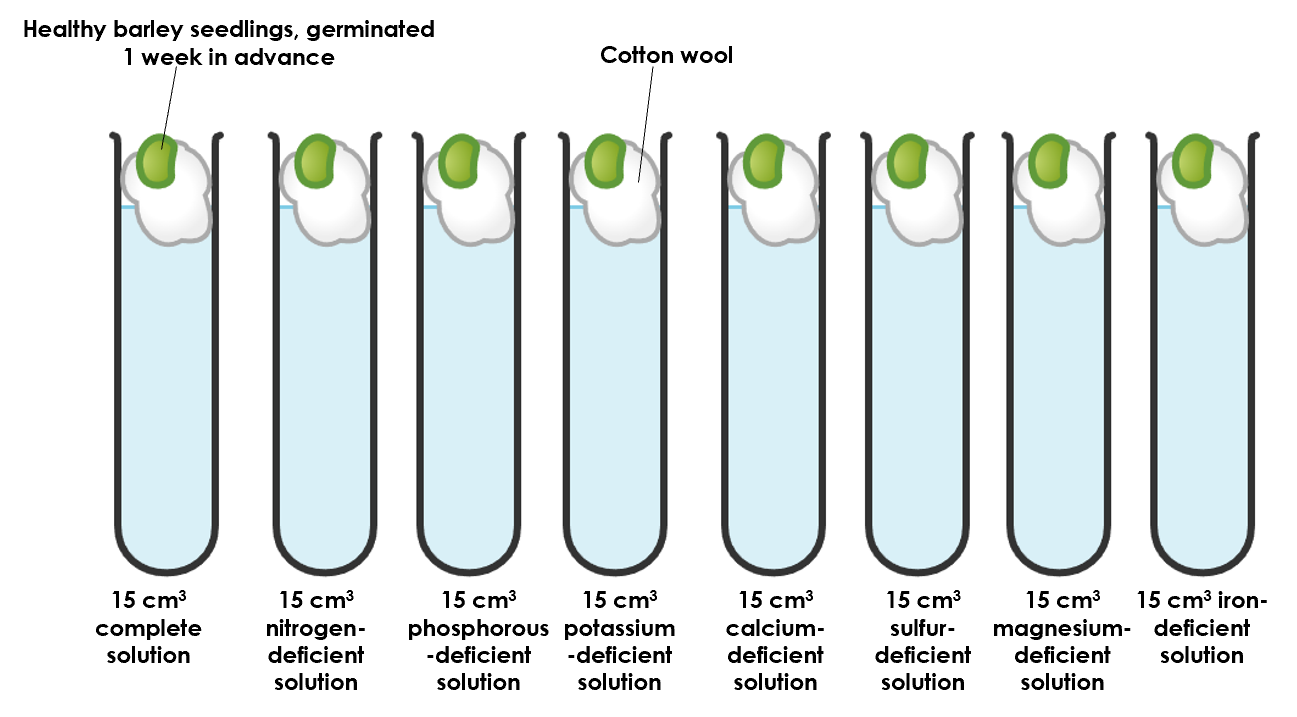 Healthy barley seedlings, germinated
1 week in advance
Cotton wool
15 cm³
complete
solution
15 cm³
nitrogen-
deficient
solution
15 cm³
phosphorous
-deficient
solution
15 cm³
potassium
-deficient
solution
15 cm³
calcium-
deficient
solution
15 cm³
sulfur-
deficient
solution
15 cm³
magnesium-
deficient
solution
15 cm³ iron-
deficient
solution